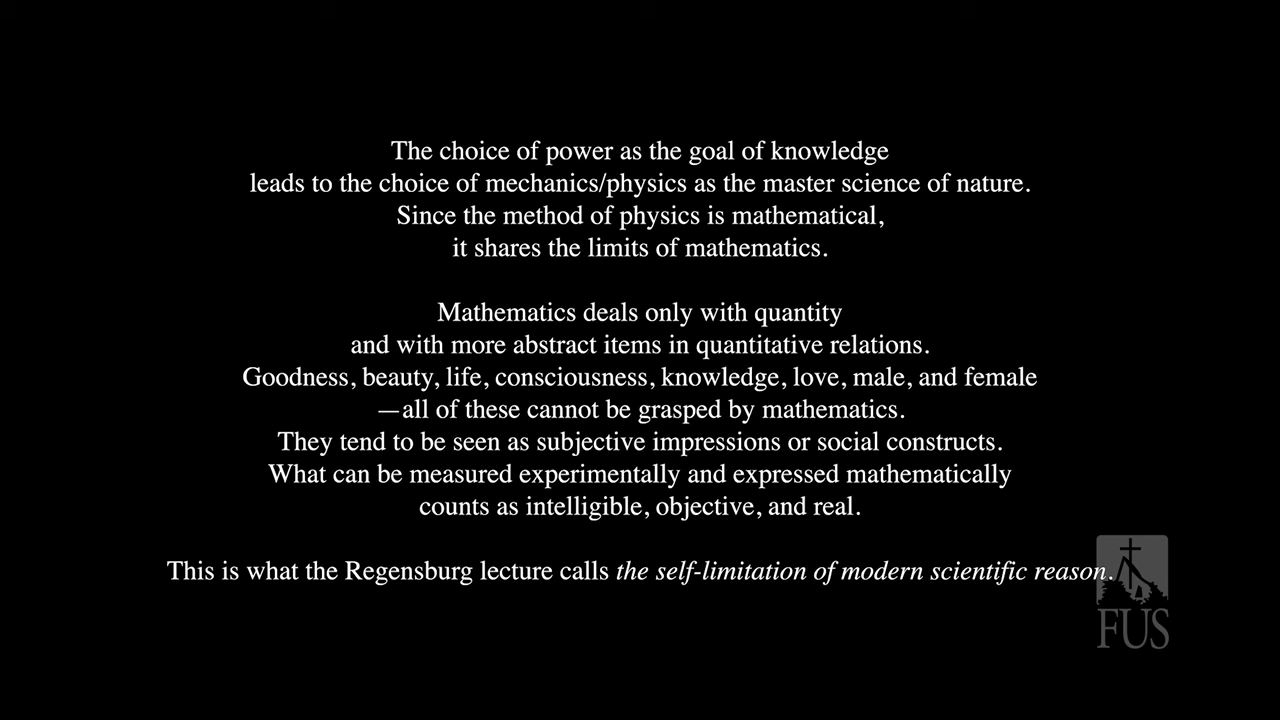 The choice of power as the goal of knowledge
leads to the choice of mechanics/physics as the master science of nature.
Since the method of physics is mathematical,
it shares the limits of mathematics.
Mathematics deals only with quantity
and with more abstract items in quantitative relations.
Goodness, beauty, life, consciousness, knowledge, love, male, and female
—all of these cannot be grasped by mathematics.
They tend to be seen as subjective impressions or social constructs.
What can be measured experimentally and expressed mathematically
counts as intelligible, objective, and real.
This is what the Regensburg lecture calls the self-limitation of modern scientific reason.
FUS